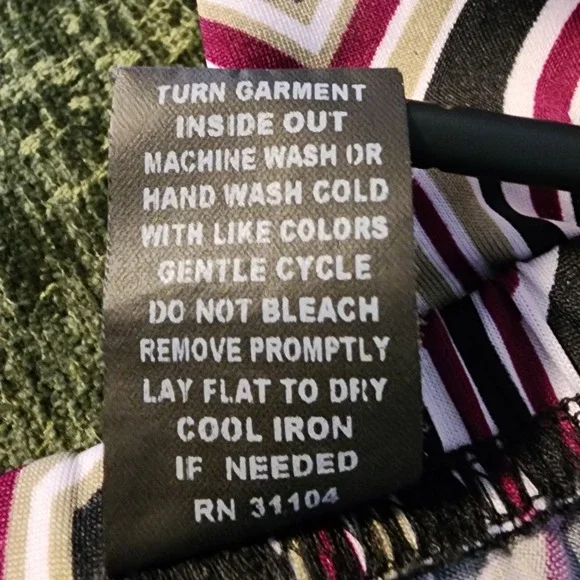 TURN GARMENT
INSIDE OUT
MACHINE WASH OR
HAND WASH COLD
WITH LIKE COLORS
GENTLE CYCLE
DO NOT BLEACH
REMOVE PROMPTLY
LAY FLAT TO DRY
COOL IRON
IF NEEDED
RN 31104